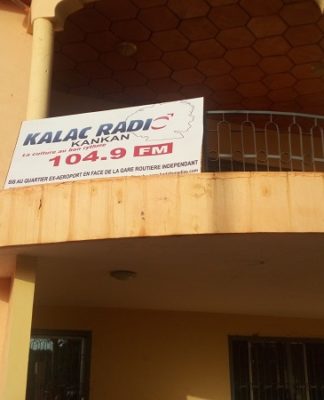 KALAC RADIO
KANKAN
La culture au bon rythme
104.9 FM
SIS AU QUARTIER EX-AEROPORT EN FACE DE LA GARE ROUTIERE INDEPENDANT